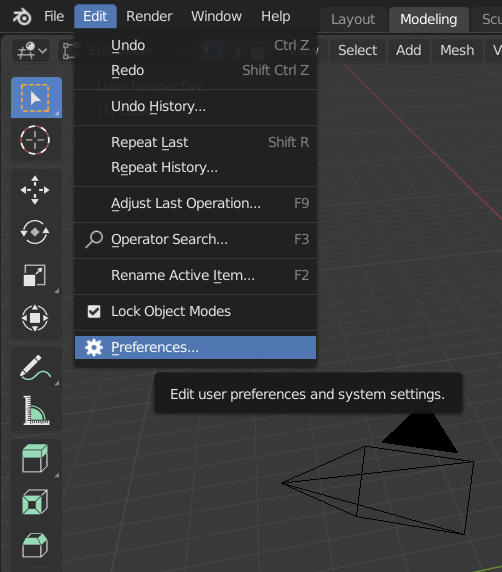 File Edit Render Window Help Layout Modeling Scu
Select Add Mesh V
Undo Ctrl Z
Redo Shift Ctrl Z
User Perspective
Undo History...
Repeat Last Shift R
Repeat History...
Adjust Last Operation... F9
Operator Search... F3
Rename Active Item... F2
Lock Object Modes
Preferences...
Edit user preferences and system settings.